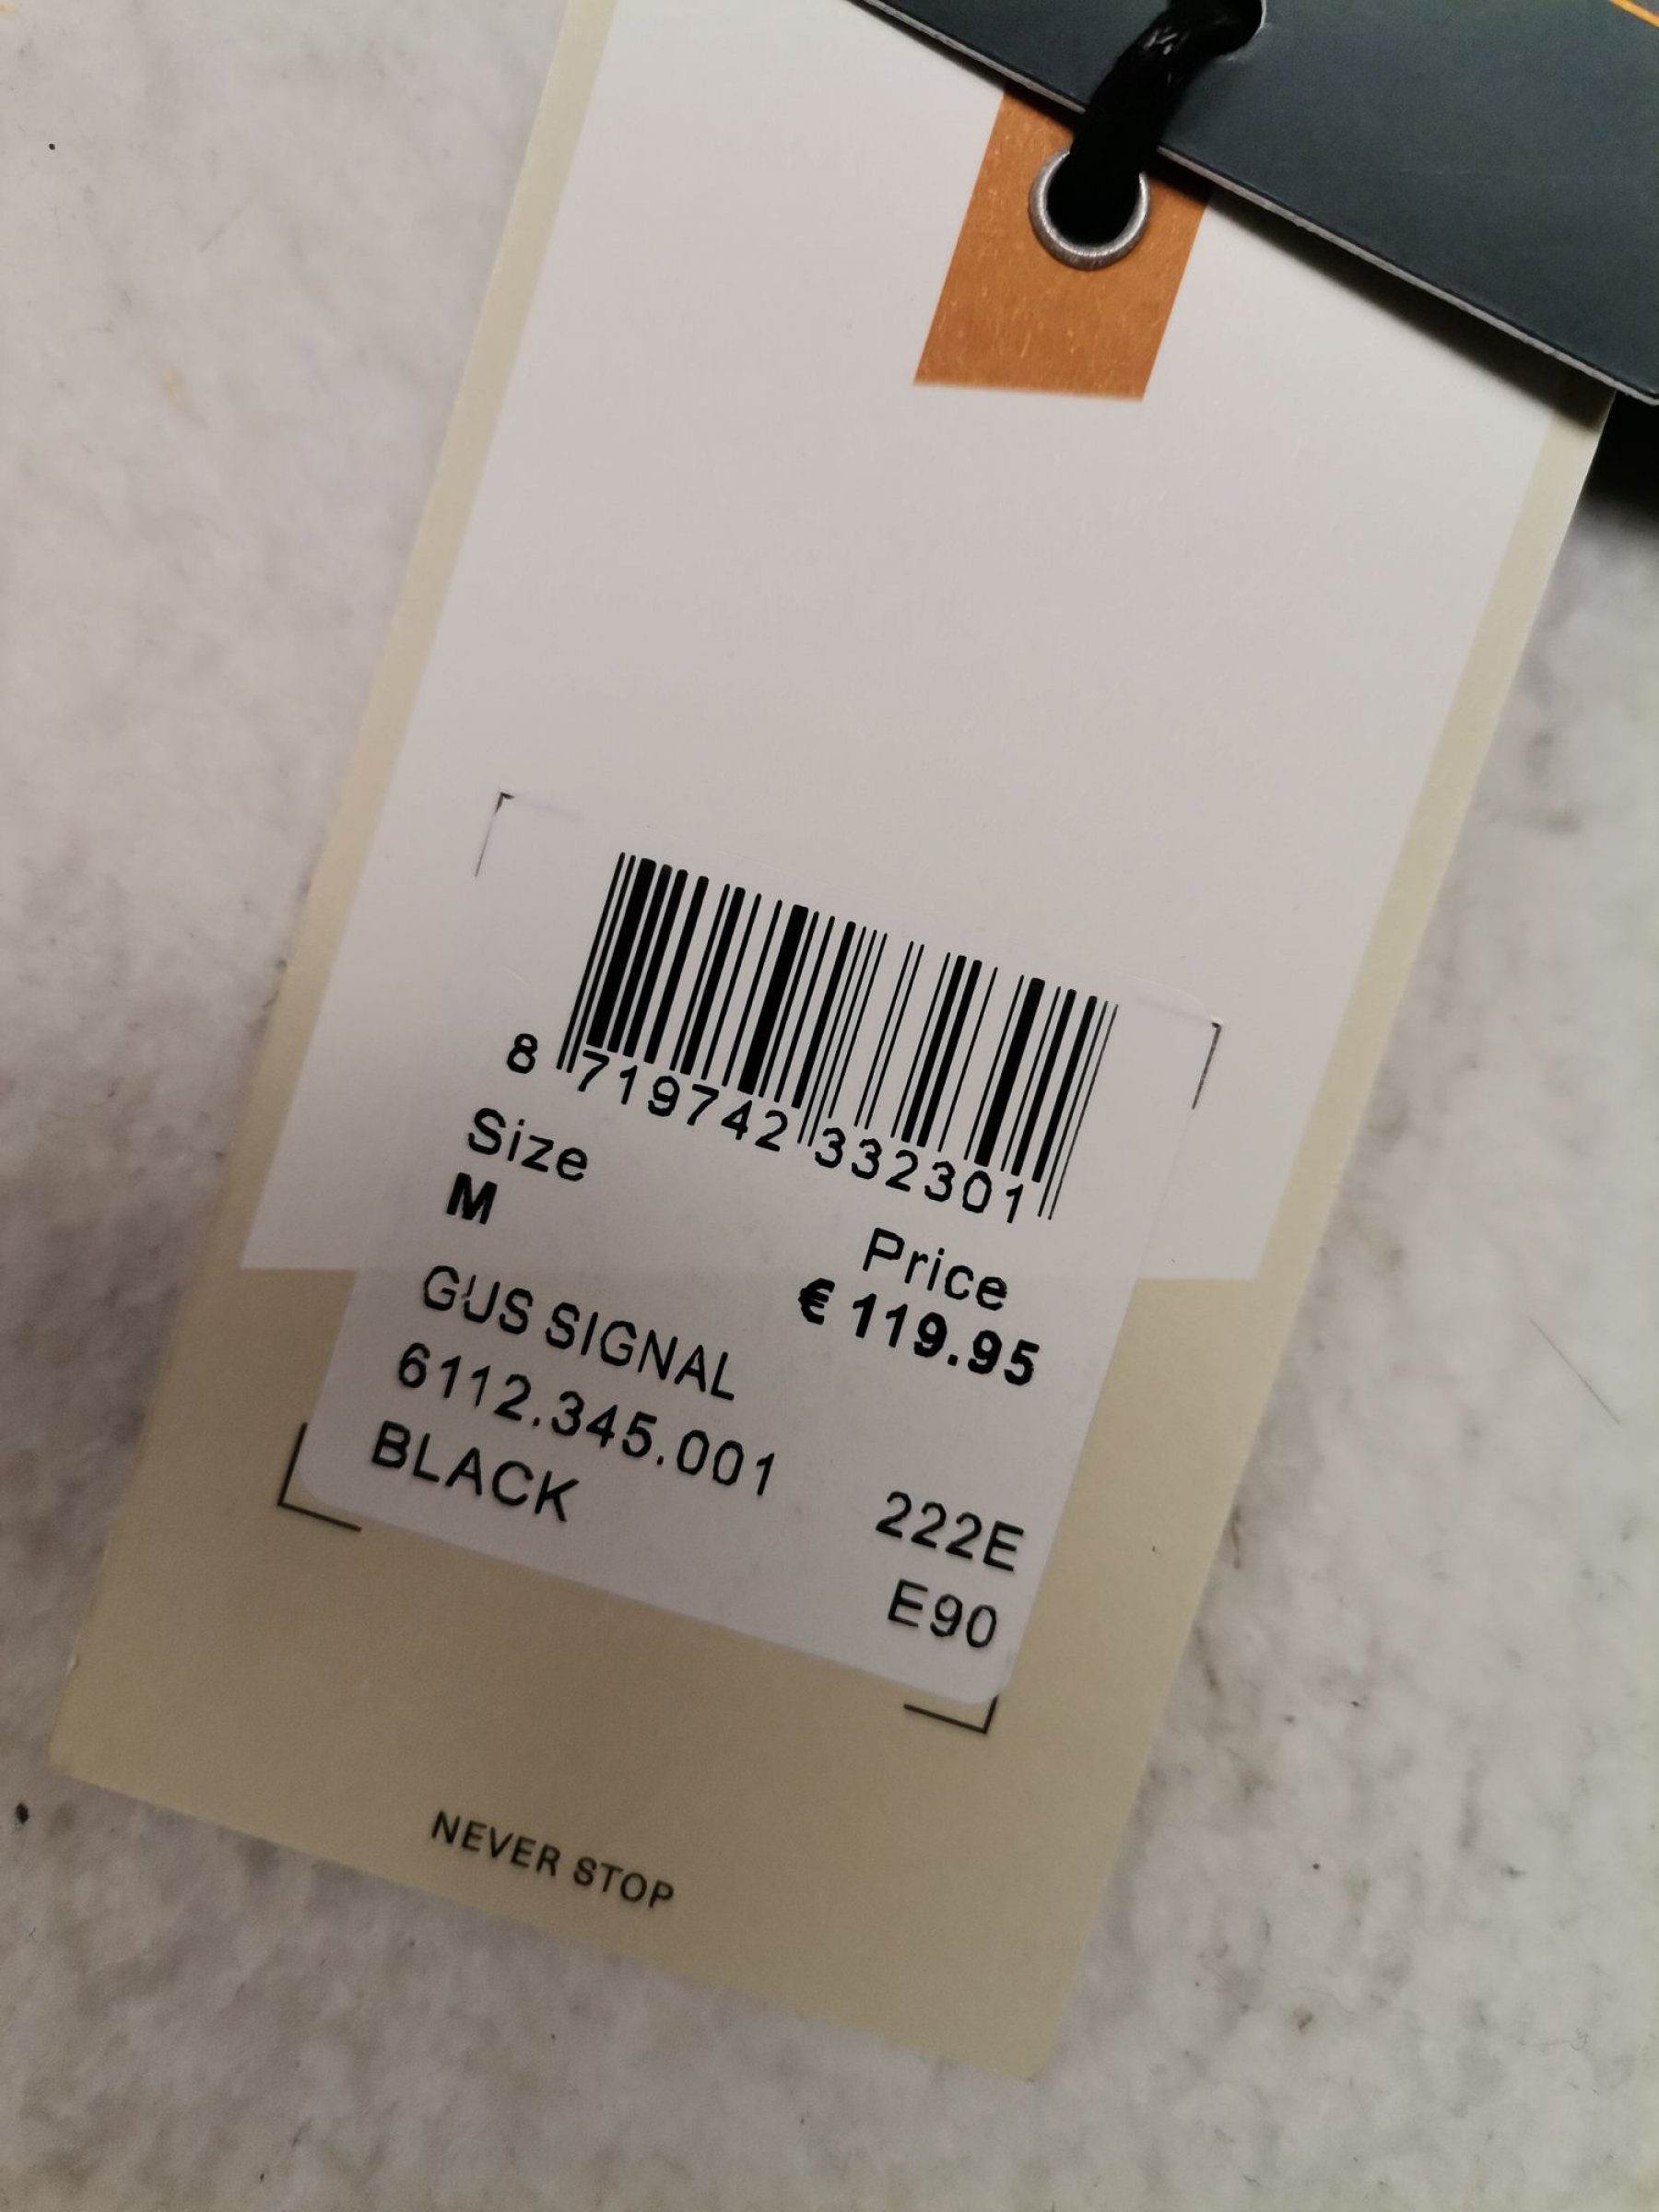 8 719742 332301
Size
M
Price
€ 119.95
GUS SIGNAL
6112.345.001
BLACK
222E
E90
NEVER STOP